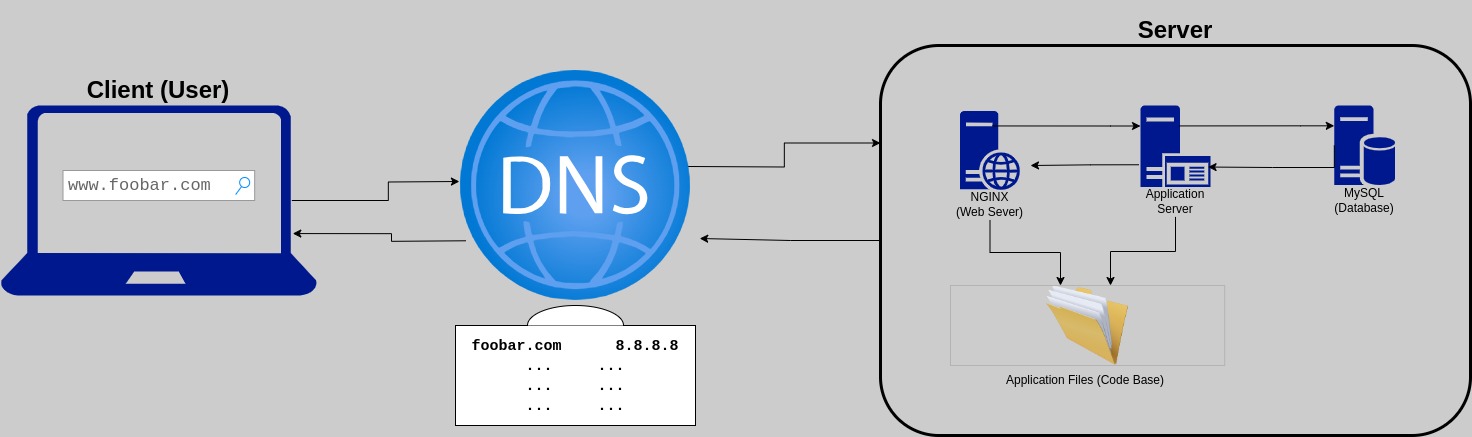 Server
Client (User)
www.foobar.com
DNS
NGINX
(Web Sever)
Application
Server
MySQL
(Database)
foobar.com 8.8.8.8
... ...
... ...
... ...
Application Files (Code Base)